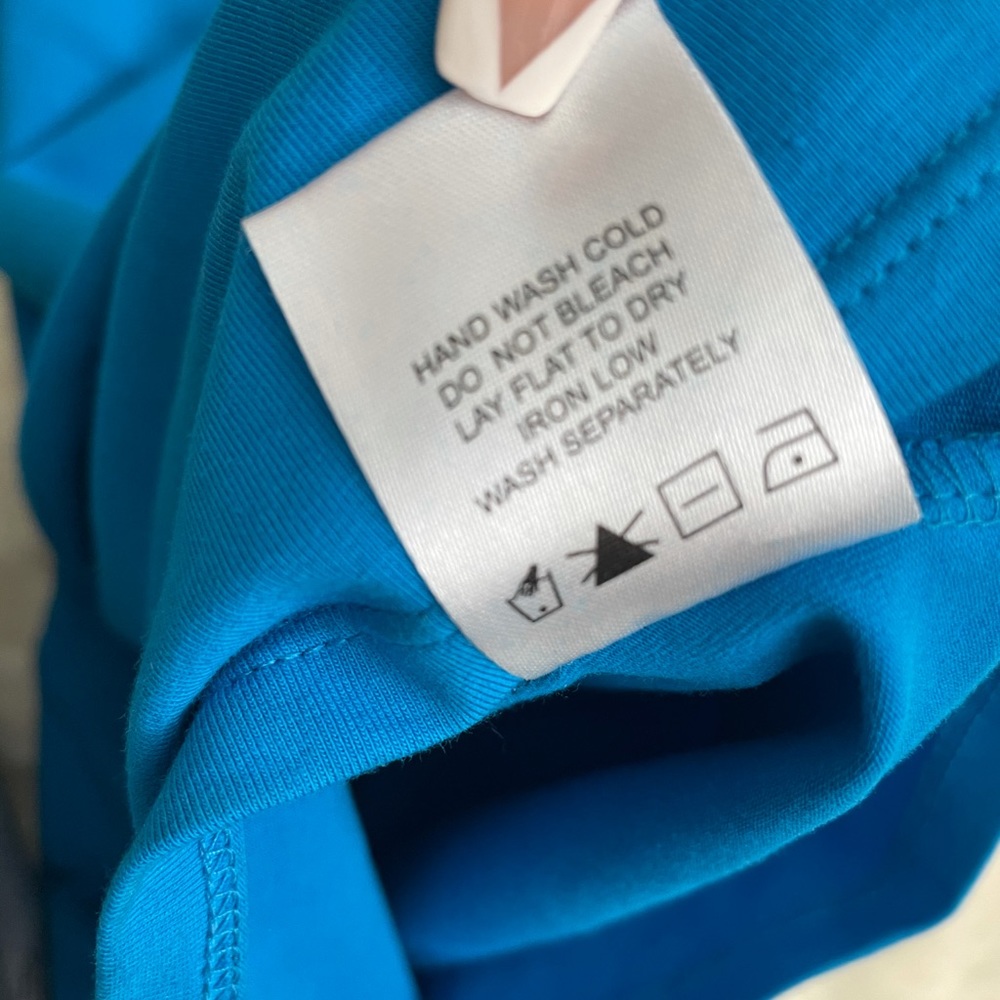 HAND WASH COLD
DO NOT BLEACH
LAY FLAT TO DRY
IRON LOW
WASH SEPARATELY